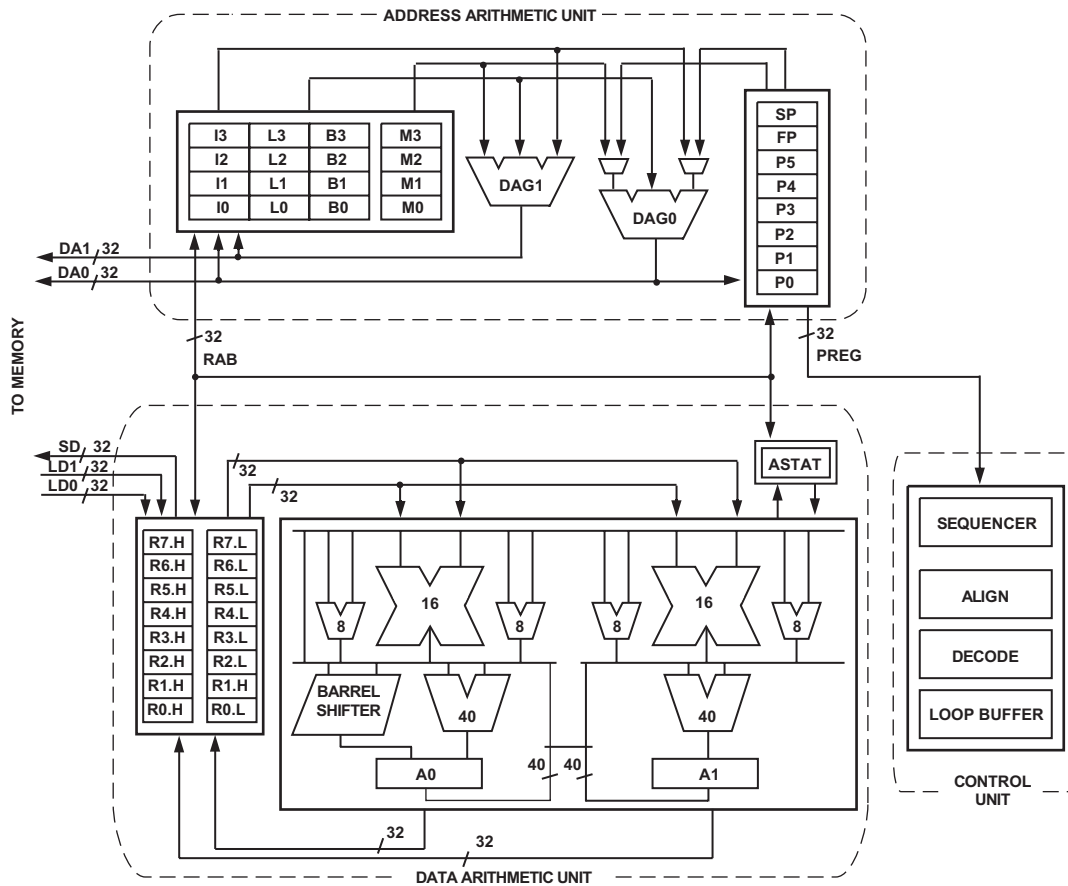 ADDRESS ARITHMETIC UNIT
I3 L3 B3 M3
I2 L2 B2 M2
I1 L1 B1 M1
I0 L0 B0 M0
DAG1
DAG0
SP
FP
P5
P4
P3
P2
P1
P0
DA1 32
DA0 32
TO MEMORY
32
RAB
32
PREG
SD 32
LD1 32
LD0 32
32
32
ASTAT
R7.H R7.L
R6.H R6.L
R5.H R5.L
R4.H R4.L
R3.H R3.L
R2.H R2.L
R1.H R1.H
R0.H R0.L
8 16 8 8 16 8
BARREL
SHIFTER
40
40
A0
40 40
A1
32
32
DATA ARITHMETIC UNIT
SEQUENCER
ALIGN
DECODE
LOOP BUFFER
CONTROL
UNIT